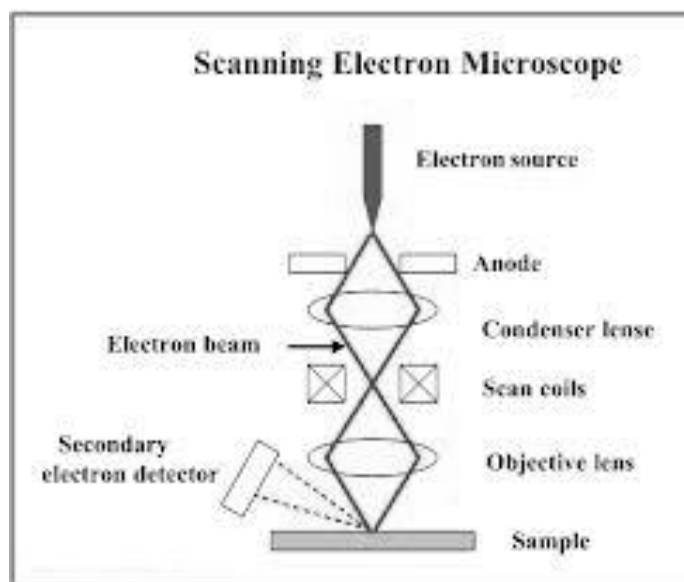 Scanning Electron Microscope
Electron source
Anode
Condenser lense
Electron beam
Scan coils
Secondary
electron detector
Objective lens
Sample